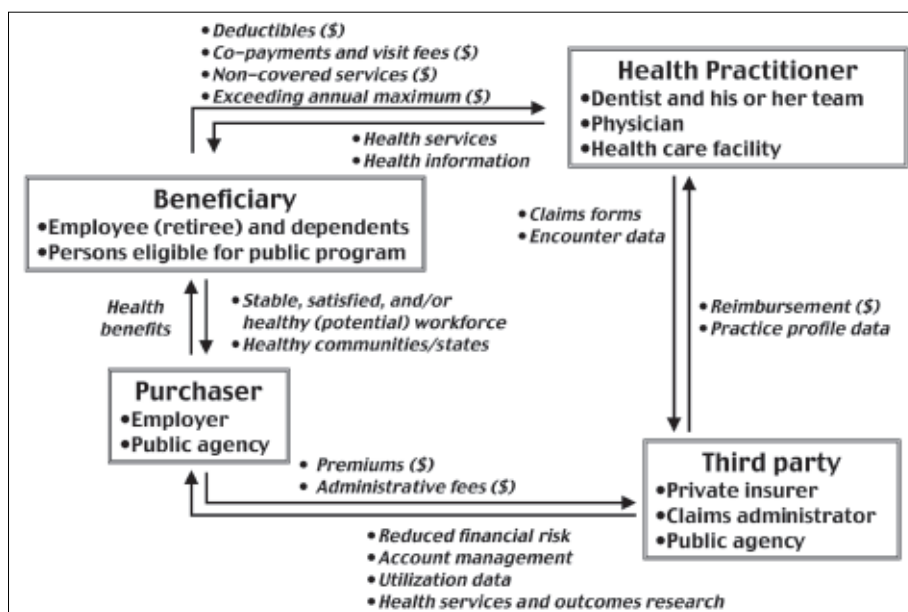 •Deductibles ($)
•Co-payments and visit fees ($)
•Non-covered services ($)
•Exceeding annual maximum ($)
Health Practitioner
•Dentist and his or her team
•Physician
•Health care facility
•Health services
•Health information
Beneficiary
•Employee (retiree) and dependents
•Persons eligible for public program
•Claims forms
•Encounter data
Health
benefits
•Stable, satisfied, and/or
healthy (potential) workforce
•Healthy communities/states
•Reimbursement ($)
•Practice profile data
Purchaser
•Employer
•Public agency
•Premiums ($)
•Administrative fees ($)
Third party
•Private insurer
•Claims administrator
•Public agency
•Reduced financial risk
•Account management
•Utilization data
•Health services and outcomes research